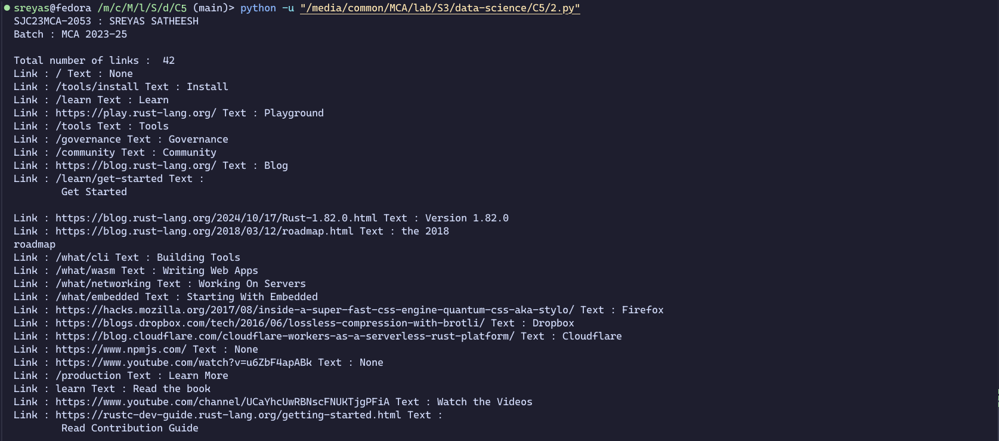 sreyas@fedora /m/c/M/l/S/d/C5 (main)> python -u "/media/common/MCA/lab/S3/data-science/C5/2.py"
SJC23MCA-2053 : SREYAS SATHEESH
Batch : MCA 2023-25
Total number of links :  42
Link : / Text : None
Link : /tools/install Text : Install
Link : /learn Text : Learn
Link : https://play.rust-lang.org/ Text : Playground
Link : /tools Text : Tools
Link : /governance Text : Governance
Link : /community Text : Community
Link : https://blog.rust-lang.org/ Text : Blog
Link : /learn/get-started Text :
        Get Started
Link : https://blog.rust-lang.org/2024/10/17/Rust-1.82.0.html Text : Version 1.82.0
Link : https://blog.rust-lang.org/2018/03/12/roadmap.html Text : the 2018
roadmap
Link : /what/cli Text : Building Tools
Link : /what/wasm Text : Writing Web Apps
Link : /what/networking Text : Working On Servers
Link : /what/embedded Text : Starting With Embedded
Link : https://hacks.mozilla.org/2017/08/inside-a-super-fast-css-engine-quantum-css-aka-stylo/ Text : Firefox
Link : https://blogs.dropbox.com/tech/2016/06/lossless-compression-with-brotli/ Text : Dropbox
Link : https://blog.cloudflare.com/cloudflare-workers-as-a-serverless-rust-platform/ Text : Cloudflare
Link : https://www.npmjs.com/ Text : None
Link : https://www.youtube.com/watch?v=u6ZbF4apABk Text : None
Link : /production Text : Learn More
Link : learn Text : Read the book
Link : https://www.youtube.com/channel/UCaYhcUwRBNscFNUKTjgPFiA Text : Watch the Videos
Link : https://rustc-dev-guide.rust-lang.org/getting-started.html Text :
        Read Contribution Guide